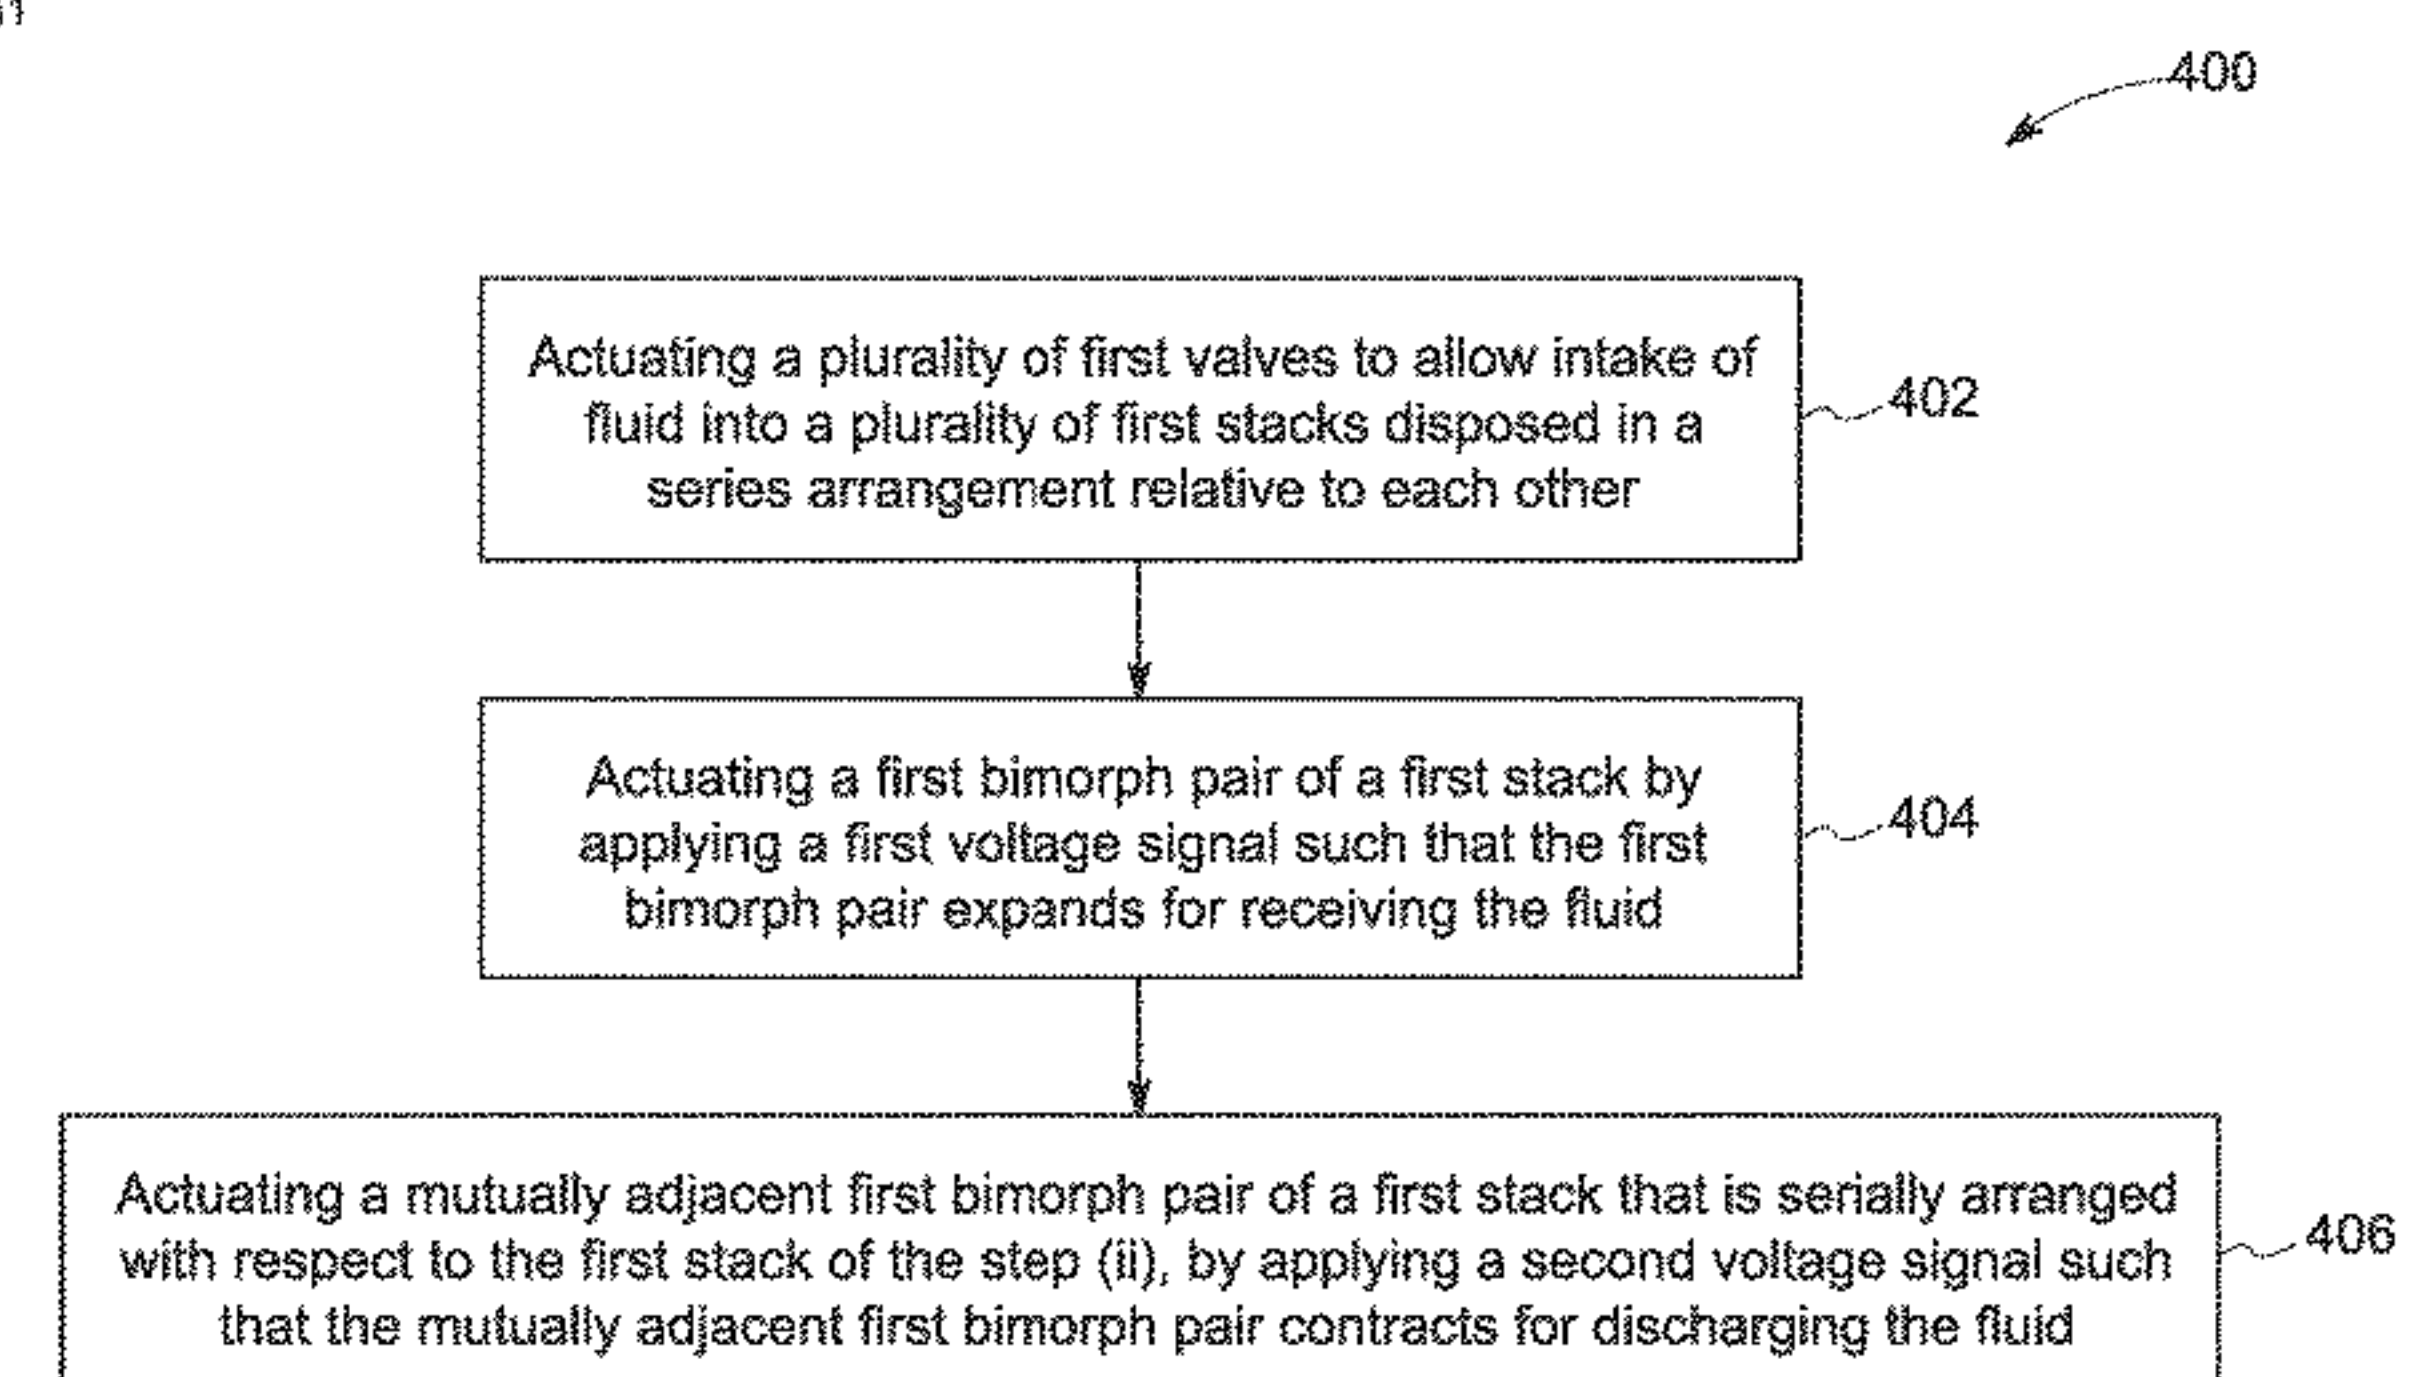 400
Actuating a plurality of first valves to allow intake of
fluid into a plurality of first stacks disposed in a
series arrangement relative to each other
402
Actuating a first bimorph pair of a first stack by
applying a first voltage signal such that the first
bimorph pair expands for receiving the fluid
404
Actuating a mutually adjacent first bimorph pair of a first stack that is serially arranged
with respect to the first stack of the step (ii), by applying a second voltage signal such
that the mutually adjacent first bimorph pair contracts for discharging the fluid
406